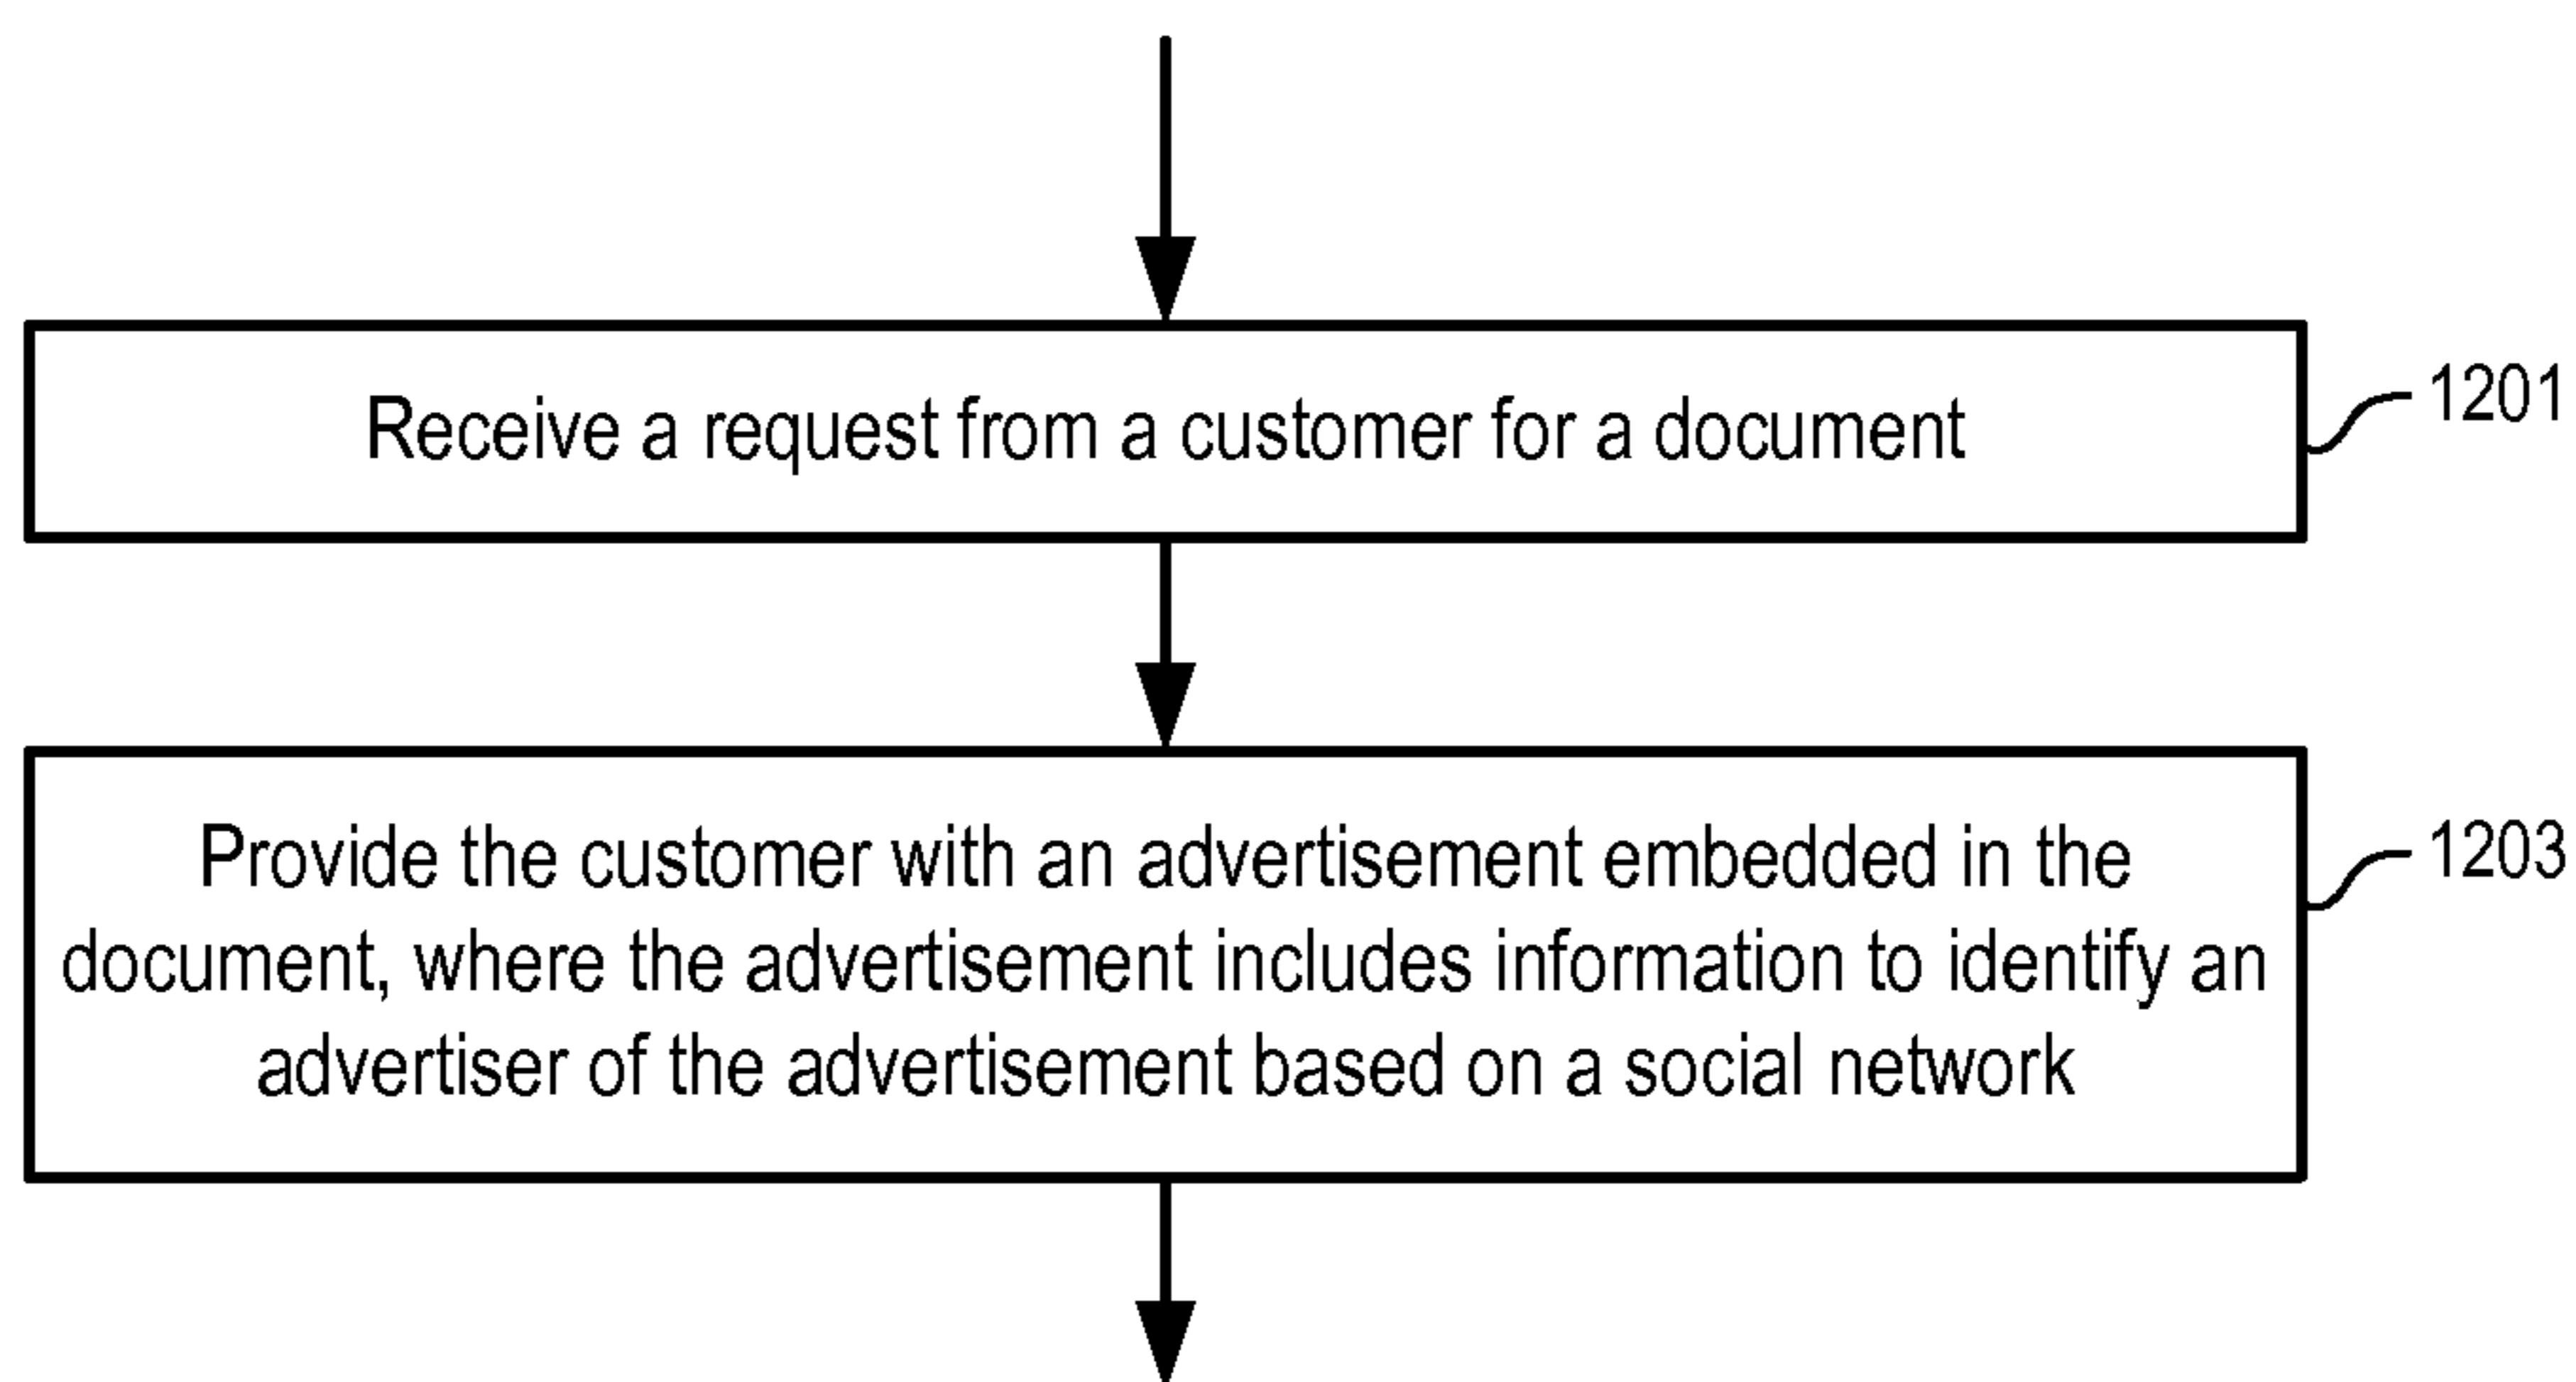 Receive a request from a customer for a document
1201
Provide the customer with an advertisement embedded in the
document, where the advertisement includes information to identify an
advertiser of the advertisement based on a social network
1203